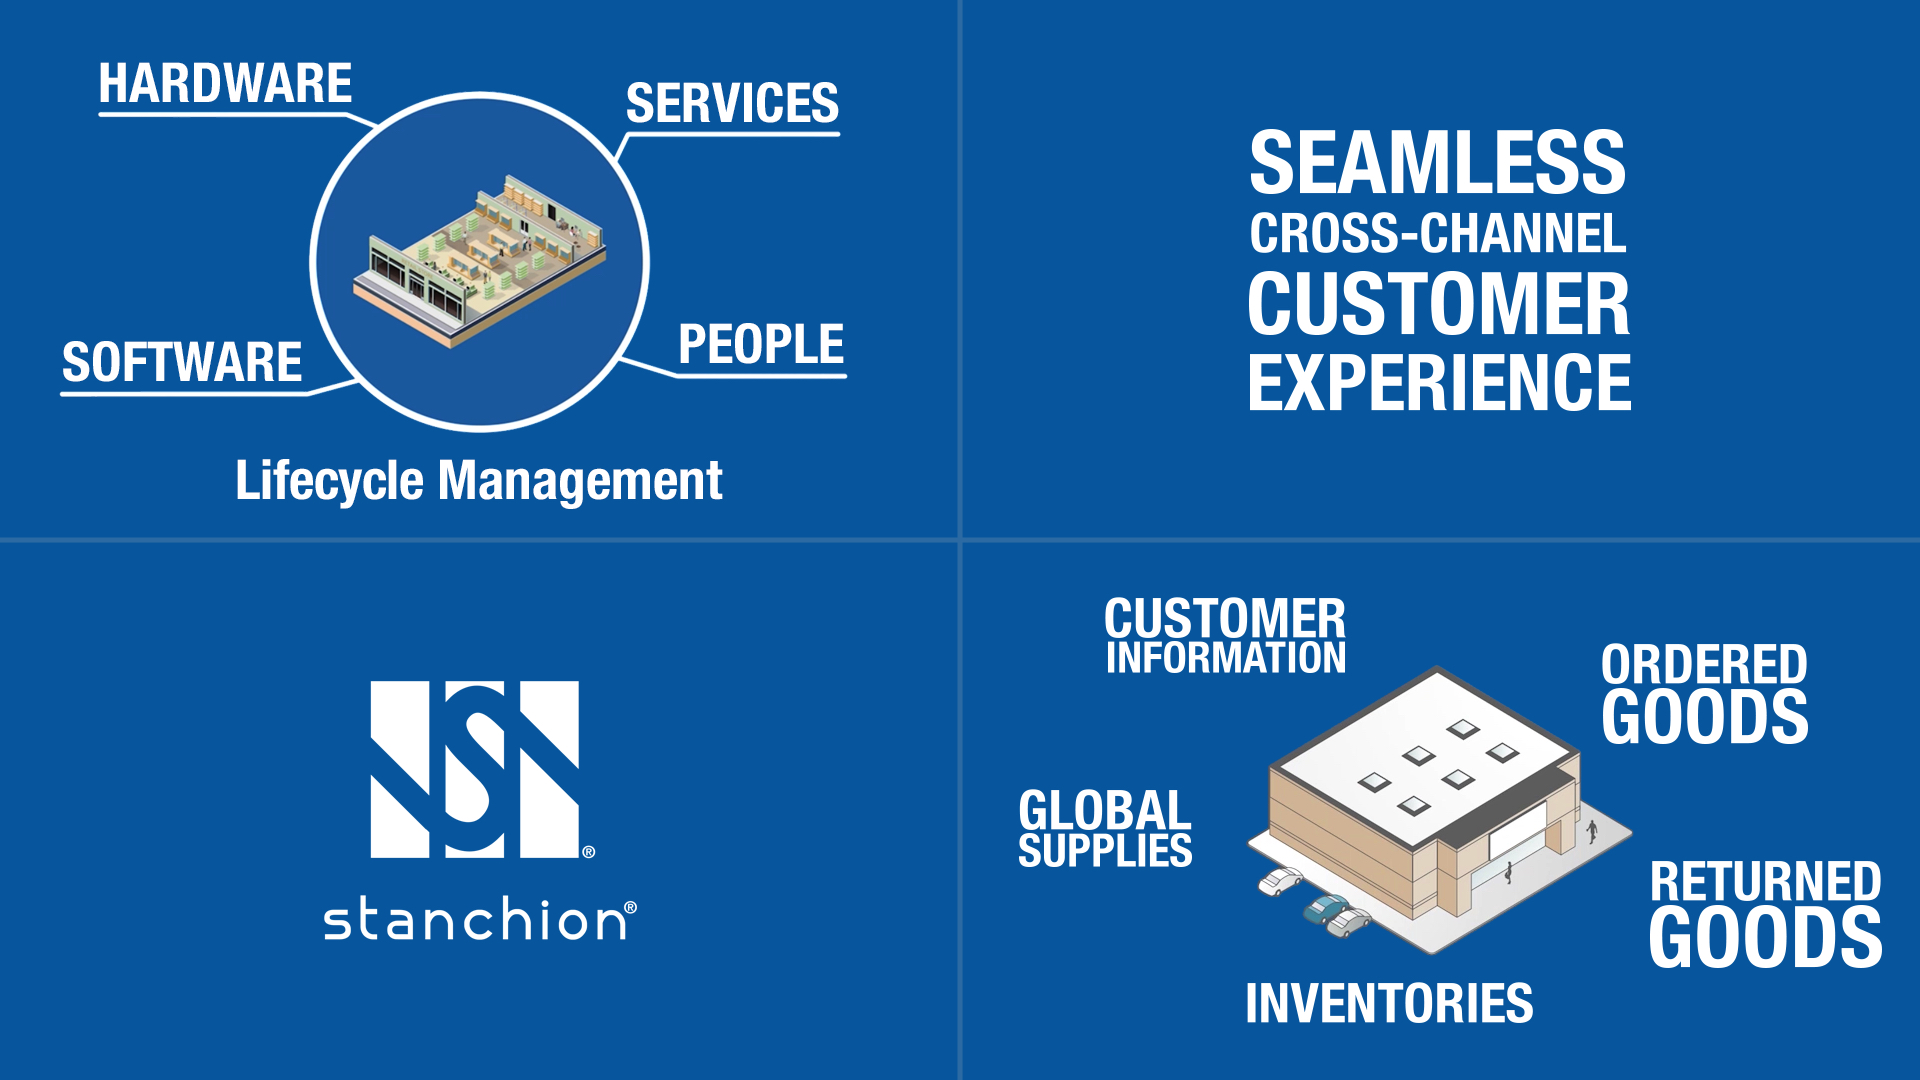 HARDWARE
SERVICES
SOFTWARE
PEOPLE
Lifecycle Management
SEAMLESS
CROSS-CHANNEL
CUSTOMER
EXPERIENCE
S
®
stanchion®
CUSTOMER
INFORMATION
ORDERED
GOODS
GLOBAL
SUPPLIES
RETURNED
GOODS
INVENTORIES